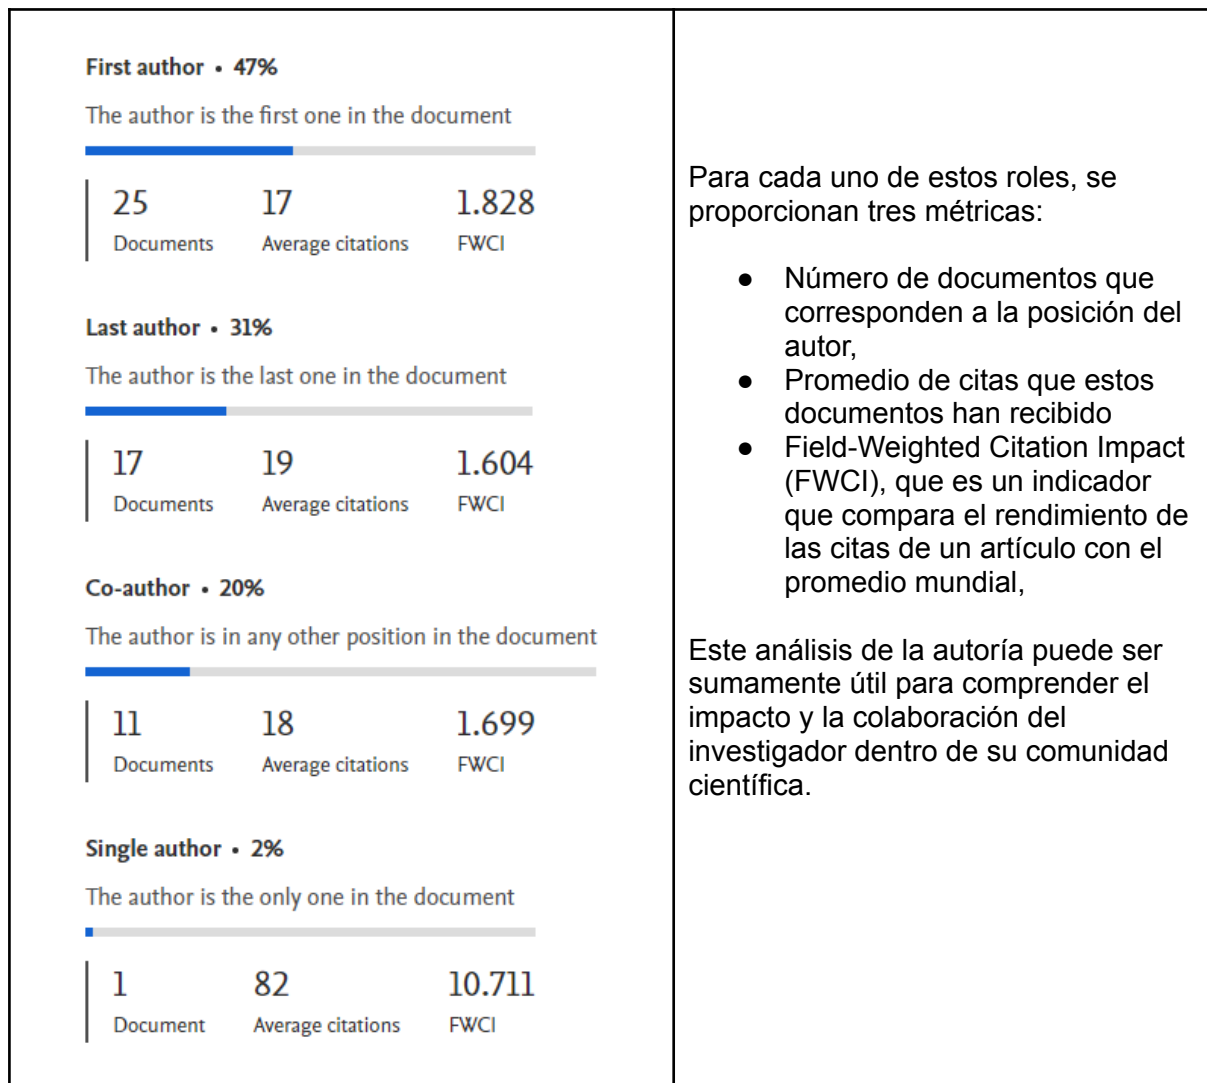 First author • 47%
The author is the first one in the document
25 17 1.828
Documents Average citations FWCI
Last author • 31%
The author is the last one in the document
17 19 1.604
Documents Average citations FWCI
Co-author • 20%
The author is in any other position in the document
11 18 1.699
Documents Average citations FWCI
Single author • 2%
The author is the only one in the document
1 82 10.711
Document Average citations FWCI
Para cada uno de estos roles, se
proporcionan tres métricas:
● Número de documentos que
corresponden a la posición del
autor,
● Promedio de citas que estos
documentos han recibido
● Field-Weighted Citation Impact
(FWCI), que es un indicador
que compara el rendimiento de
las citas de un artículo con el
promedio mundial,
Este análisis de la autoría puede ser
sumamente útil para comprender el
impacto y la colaboración del
investigador dentro de su comunidad
científica.